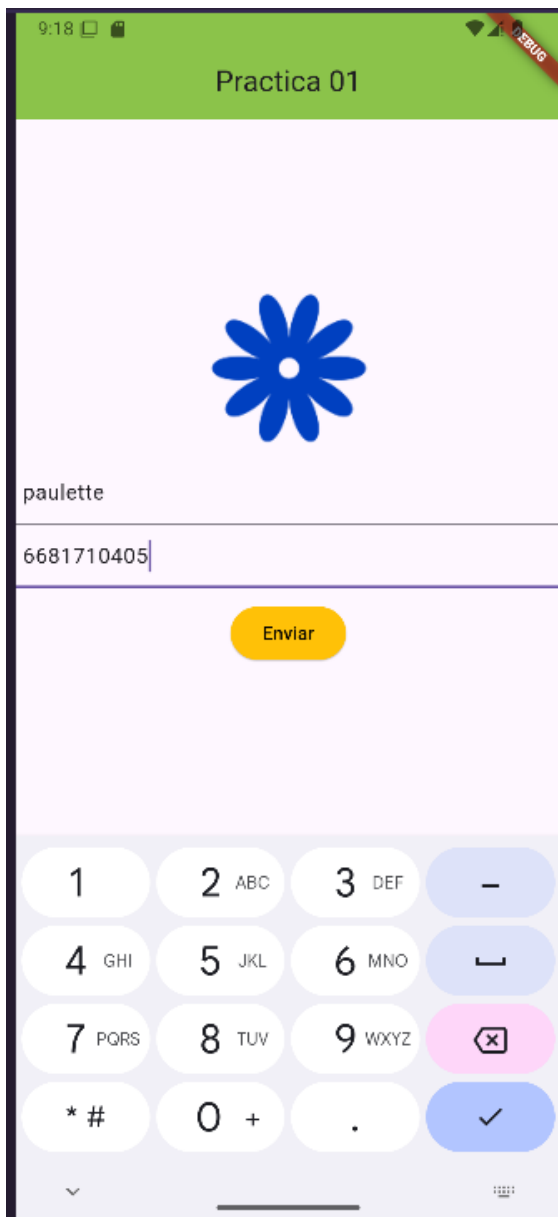 9:18
DEBUG
Practica 01
paulette
6681710405
Enviar
1 2 ABC 3 DEF –
4 GHI 5 JKL 6 MNO
7 PQRS 8 TUV 9 WXYZ
* # 0 + .